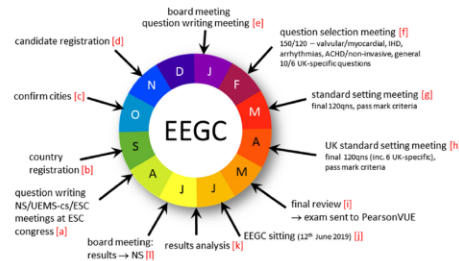 board meeting
question writing meeting [e]
candidate registration [d]
question selection meeting [f]
150/120 – valvular/myocardial, IHD,
arrhythmias, ACHD/non-invasive, general
10/6 UK-specific questions
confirm cities [c]
standard setting meeting [g]
final 120qns, pass mark criteria
EEGC
J
F
M
A
M
J
J
A
S
O
N
D
UK standard setting meeting [h
final 120qns (inc. 6 UK-specific),
pass mark criteria
country
registration [b]
question writing
NS/UEMS-cs/ESC
meetings at ESC
congress [a]
final review [i]
→ exam sent to PearsonVUE
EEGC sitting (12th June 2019) [j]
results analysis [k]
board meeting:
results → NS [l]